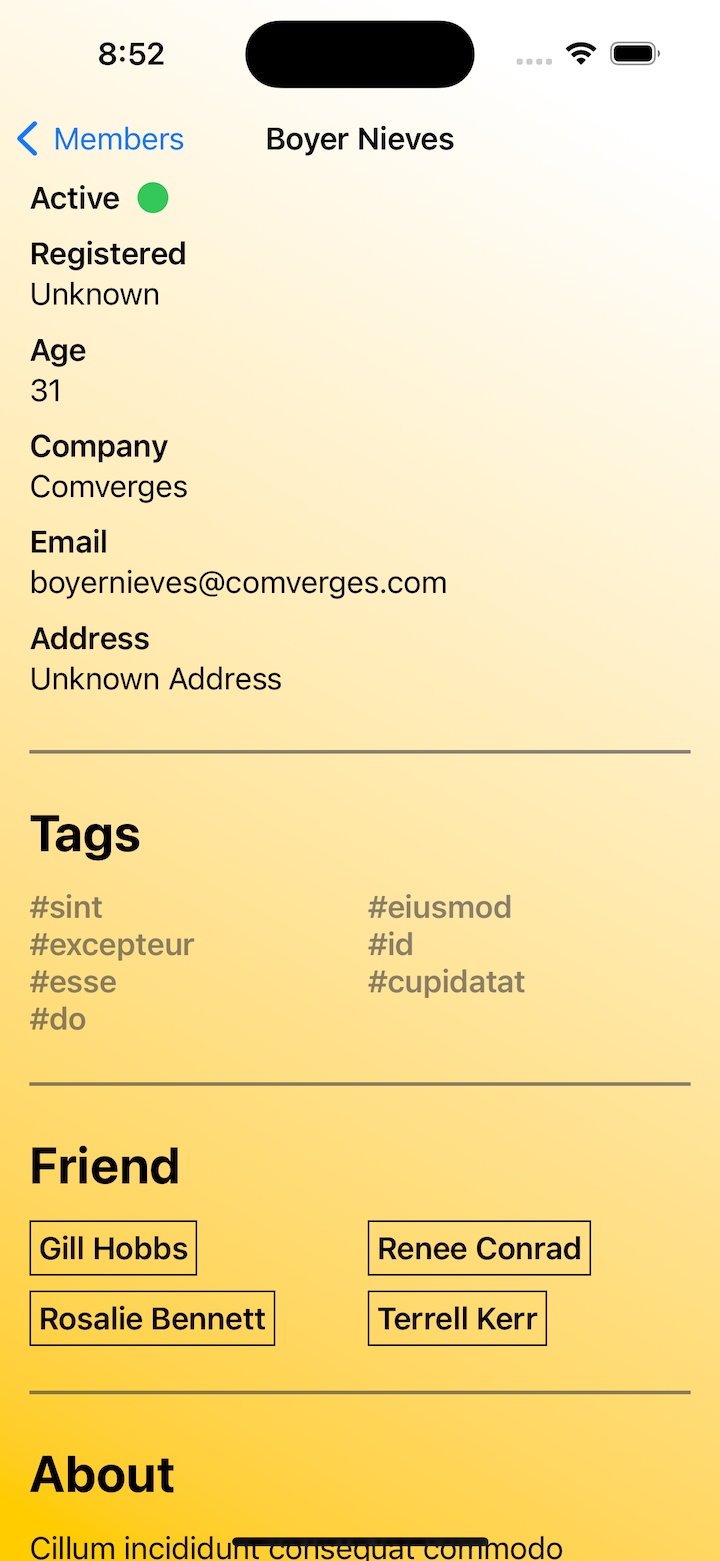 8:52
Members
Boyer Nieves
Active
Registered
Unknown
Age
31
Company
Comverges
Email
boyernieves@comverges.com
Address
Unknown Address
Tags
#sint
#eiusmod
#excepteur
#id
#esse
#cupidatat
#do
Friend
Gill Hobbs
Renee Conrad
Rosalie Bennett
Terrell Kerr
About
Cillum incididunt consequat commodo